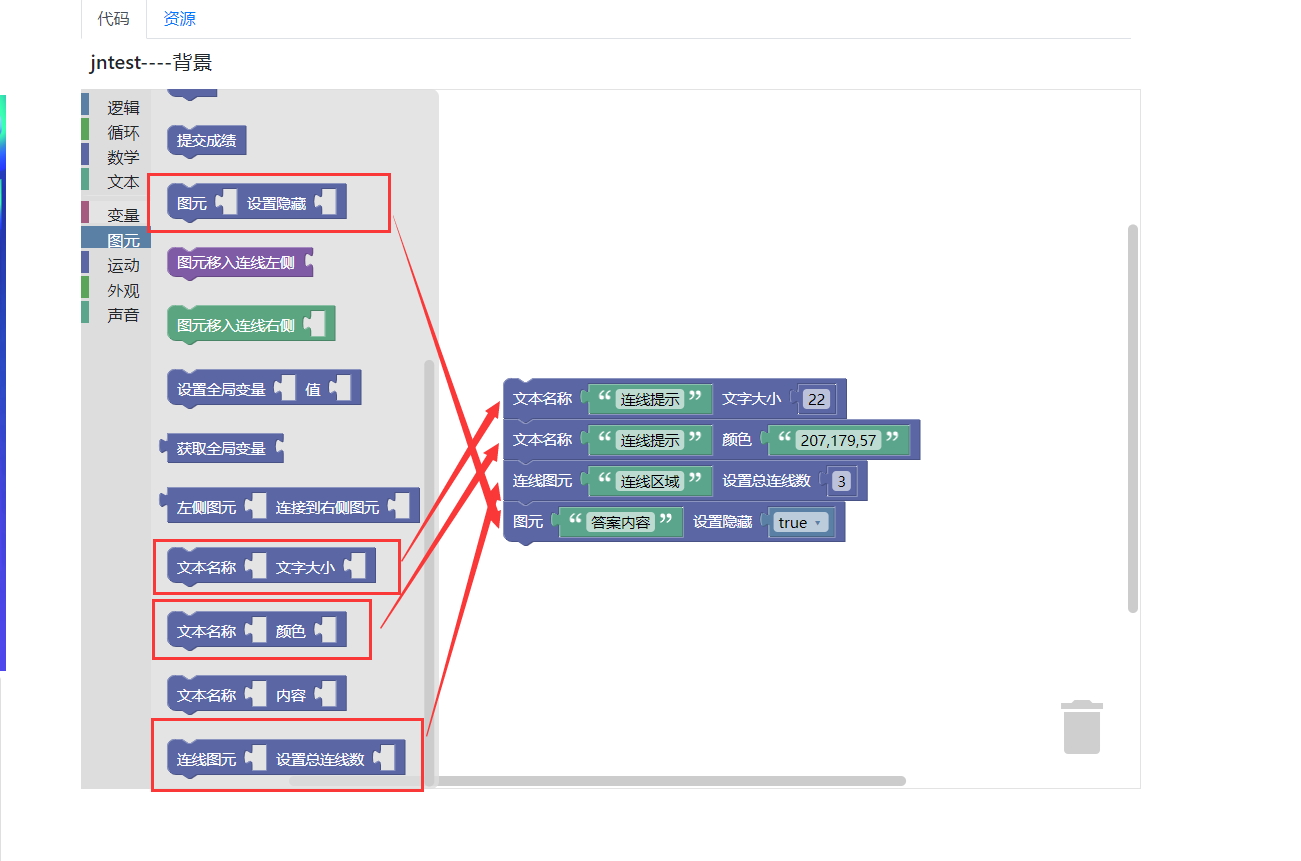 代码 资源
jntest----背景
逻辑
循环
数学
文本
变量
图元
运动
外观
声音
提交成绩
图元 设置隐藏
图元移入连线左侧
图元移入连线右侧
设置全局变量 值
获取全局变量
左侧图元 连接到右侧图元
文本名称 文字大小
文本名称 颜色
文本名称 内容
连线图元 设置总连线数
文本名称 “ 连线提示 ” 文字大小 22
文本名称 “ 连线提示 ” 颜色 “ 207,179,57 ”
连线图元 “ 连线区域 ” 设置总连线数 3
图元 “ 答案内容 ” 设置隐藏 true